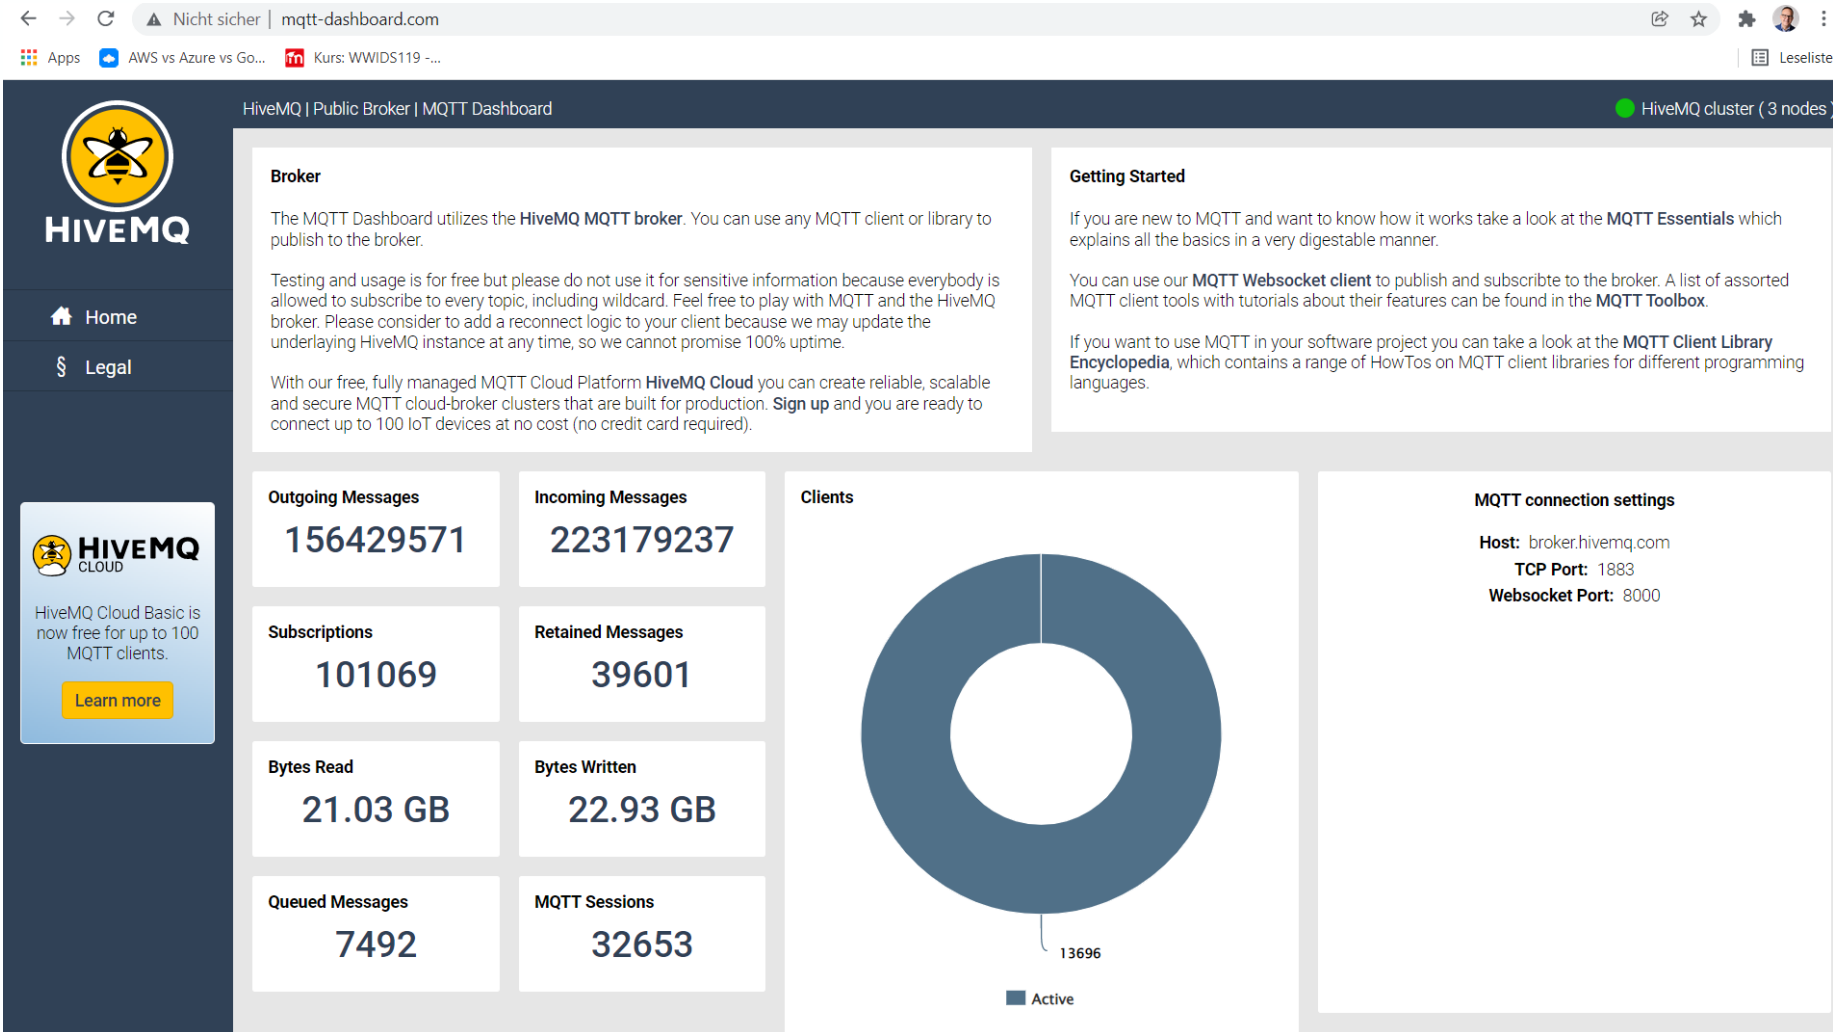 Nicht sicher | mqtt-dashboard.com
Apps
AWS vs Azure vs Go...
Kurs: WWIDS119 -...
Leseliste
HIVEMQ
HiveMQ | Public Broker | MQTT Dashboard
HiveMQ cluster ( 3 nodes )
Home
§ Legal
HIVEMQ
CLOUD
HiveMQ Cloud Basic is
now free for up to 100
MQTT clients.
Learn more
Broker
The MQTT Dashboard utilizes the HiveMQ MQTT broker. You can use any MQTT client or library to
publish to the broker.
Testing and usage is for free but please do not use it for sensitive information because everybody is
allowed to subscribe to every topic, including wildcard. Feel free to play with MQTT and the HiveMQ
broker. Please consider to add a reconnect logic to your client because we may update the
underlaying HiveMQ instance at any time, so we cannot promise 100% uptime.
With our free, fully managed MQTT Cloud Platform HiveMQ Cloud you can create reliable, scalable
and secure MQTT cloud-broker clusters that are built for production. Sign up and you are ready to
connect up to 100 IoT devices at no cost (no credit card required).
Getting Started
If you are new to MQTT and want to know how it works take a look at the MQTT Essentials which
explains all the basics in a very digestable manner.
You can use our MQTT Websocket client to publish and subscribte to the broker. A list of assorted
MQTT client tools with tutorials about their features can be found in the MQTT Toolbox.
If you want to use MQTT in your software project you can take a look at the MQTT Client Library
Encyclopedia, which contains a range of HowTos on MQTT client libraries for different programming
languages.
Outgoing Messages
156429571
Incoming Messages
223179237
Subscriptions
101069
Retained Messages
39601
Bytes Read
21.03 GB
Bytes Written
22.93 GB
Queued Messages
7492
MQTT Sessions
32653
Clients
13696
Active
MQTT connection settings
Host: broker.hivemq.com
TCP Port: 1883
Websocket Port: 8000